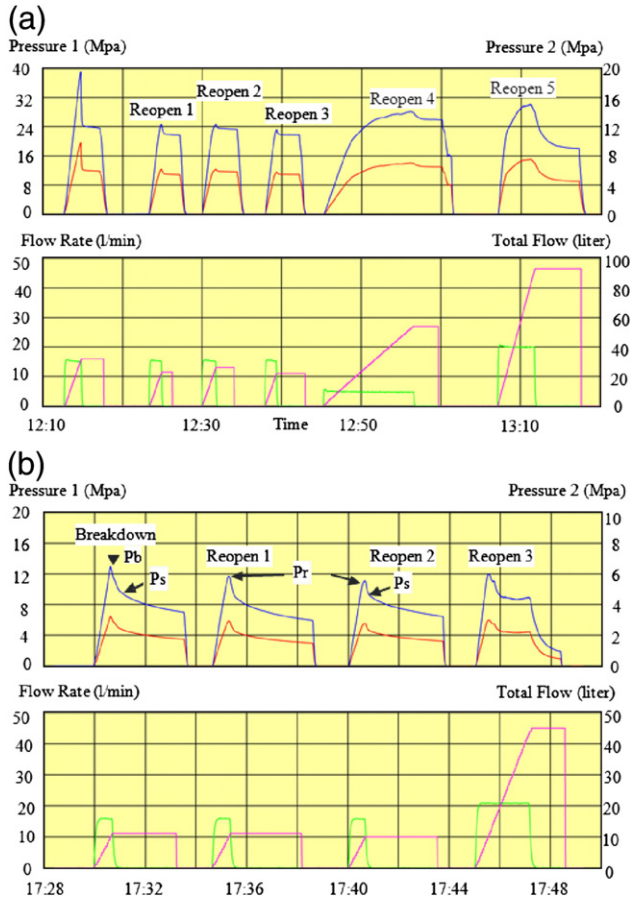 (a)
Pressure 1 (Mpa) Pressure 2 (Mpa)
40 20
32 Reopen 1 Reopen 2 Reopen 3 Reopen 4 Reopen 5 16
24 12
16 8
8 4
0 0
Flow Rate (l/min) Total Flow (liter)
50 100
40 80
30 60
20 40
10 20
0 0
12:10 12:30 Time 12:50 13:10
(b)
Pressure 1 (Mpa) Pressure 2 (Mpa)
20 10
16 8
Breakdown
Pb Reopen 1 Reopen 2 Reopen 3
12 Ps Pr Ps 6
8 4
4 2
0 0
Flow Rate (l/min) Total Flow (liter)
50 50
40 40
30 30
20 20
10 10
0 0
17:28 17:32 17:36 17:40 17:44 17:48